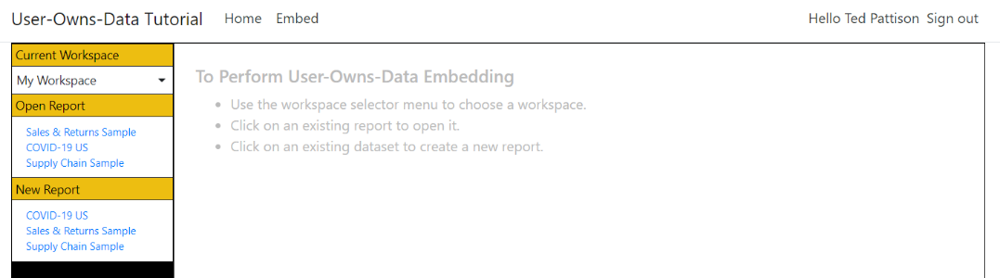 User-Owns-Data Tutorial Home Embed Hello Ted Pattison Sign out
Current Workspace
My Workspace
Open Report
Sales & Returns Sample
COVID-19 US
Supply Chain Sample
New Report
COVID-19 US
Sales & Returns Sample
Supply Chain Sample
To Perform User-Owns-Data Embedding
• Use the workspace selector menu to choose a workspace.
• Click on an existing report to open it.
• Click on an existing dataset to create a new report.